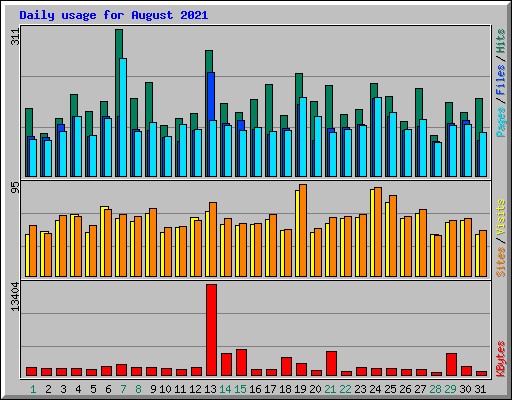 Daily usage for August 2021
311
Pages / Files / Hits
95
Sites / Visits
13404
KBytes
1 2 3 4 5 6 7 8 9 10 11 12 13 14 15 16 17 18 19 20 21 22 23 24 25 26 27 28 29 30 31